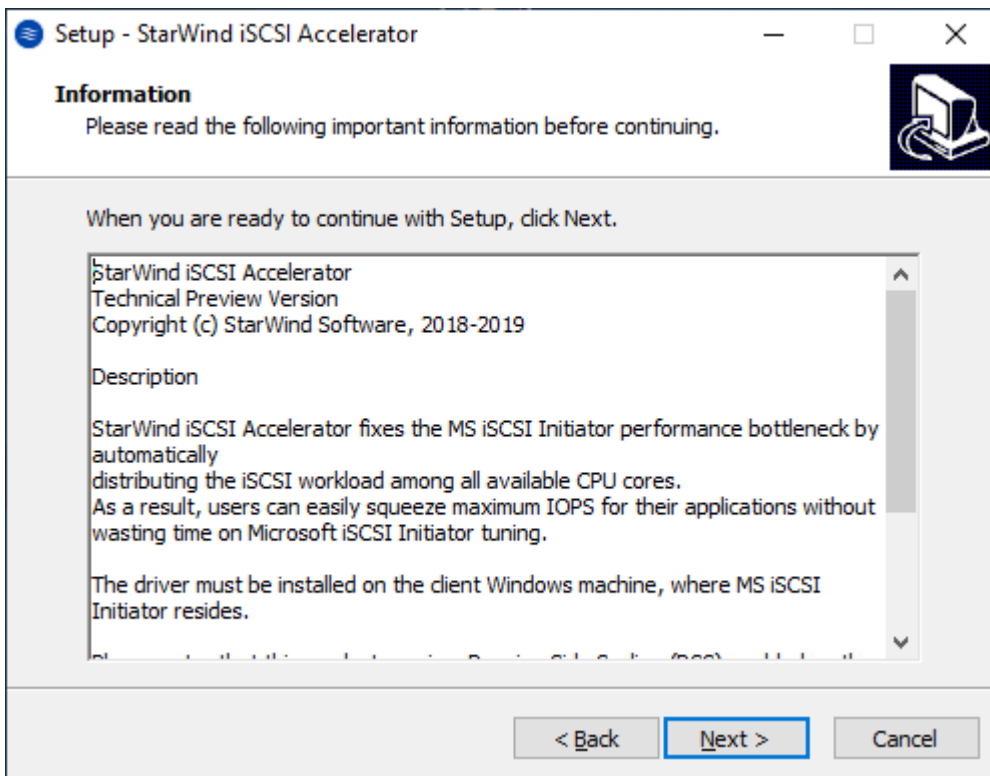 Setup - StarWind iSCSI Accelerator
Information
Please read the following important information before continuing.
When you are ready to continue with Setup, click Next.
StarWind iSCSI Accelerator
Technical Preview Version
Copyright (c) StarWind Software, 2018-2019
Description
StarWind iSCSI Accelerator fixes the MS iSCSI Initiator performance bottleneck by
automatically
distributing the iSCSI workload among all available CPU cores.
As a result, users can easily squeeze maximum IOPS for their applications without
wasting time on Microsoft iSCSI Initiator tuning.
The driver must be installed on the client Windows machine, where MS iSCSI
Initiator resides.
< Back
Next >
Cancel